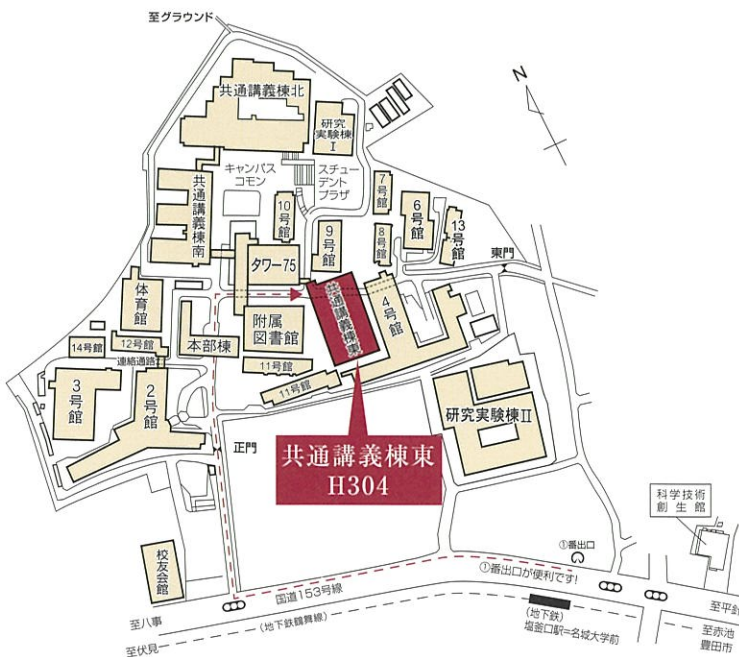 至グラウンド
N
共通講義棟北
研究
実験棟
Ⅰ
キャンパス
コモン
スチュー
デント
プラザ
共通講義棟南
10号館
7号館
6号館
13号館
9号館
8号館
東門
タワー75
体育館
共通講義棟東
4号館
附属
図書館
本部棟
14号館
12号館
連絡通路
11号館
11号館
3号館
2号館
研究実験棟Ⅱ
正門
共通講義棟東
H304
科学技術
創生館
校友会館
①番出口
①番出口が便利です!
国道153号線
至八事
(地下鉄鶴舞線)
至伏見
(地下鉄)
塩釜口駅=名城大学前
至平針
至赤池
豊田市